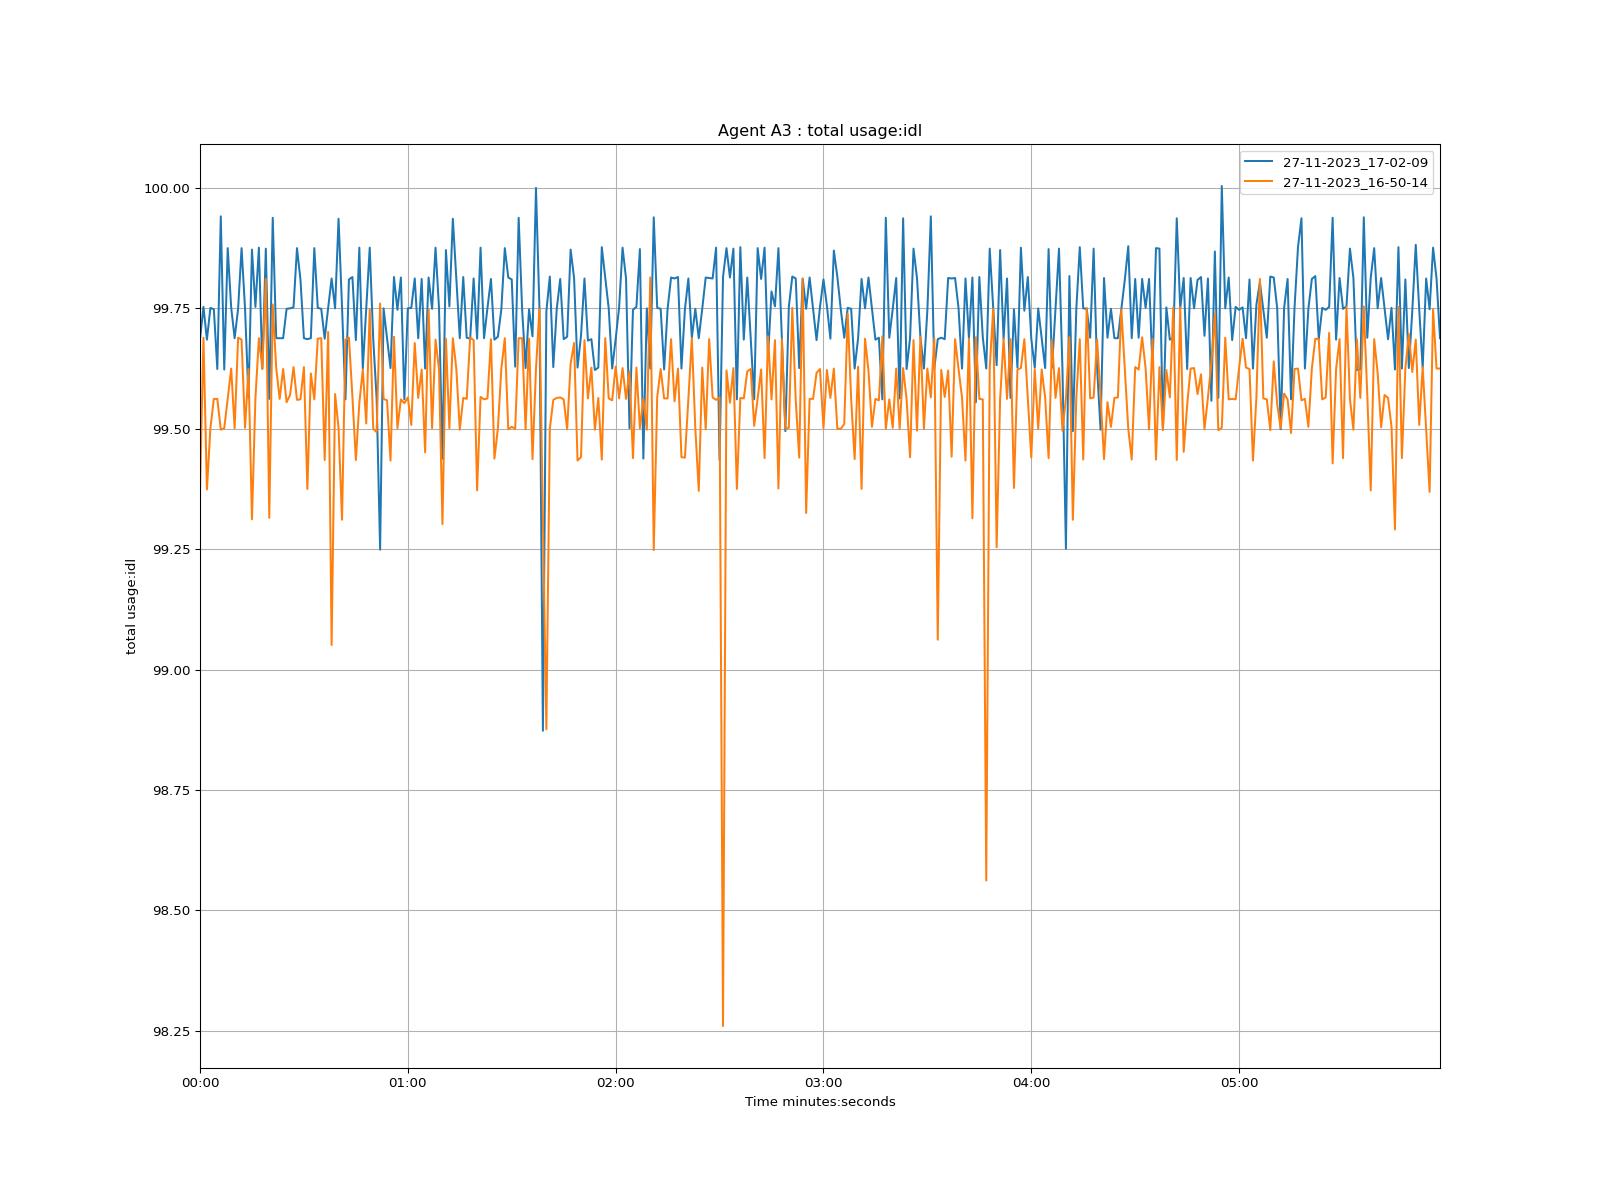 Agent A3 : total usage:idl
27-11-2023_17-02-09
27-11-2023_16-50-14
total usage:idl
100.00
99.75
99.50
99.25
99.00
98.75
98.50
98.25
00:00 01:00 02:00 03:00 04:00 05:00
Time minutes:seconds